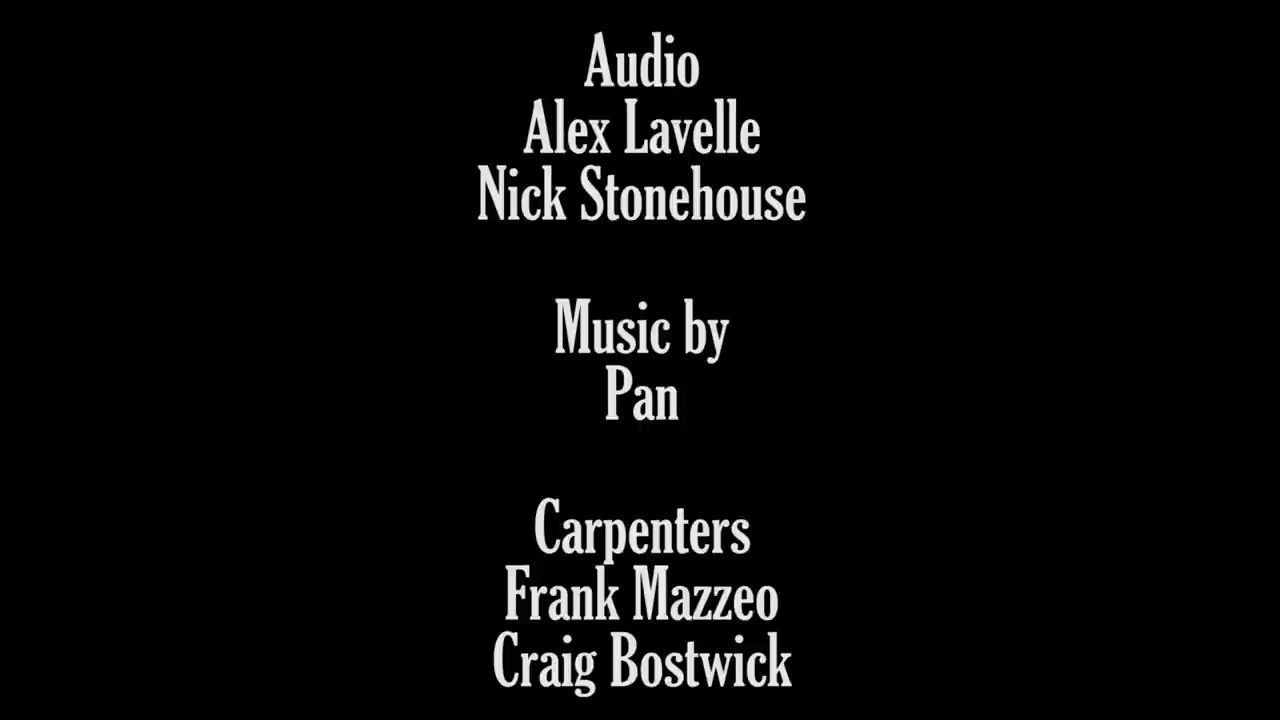 Audio
Alex Lavelle
Nick Stonehouse
Music by
Pan
Carpenters
Frank Mazzeo
Craig Bostwick